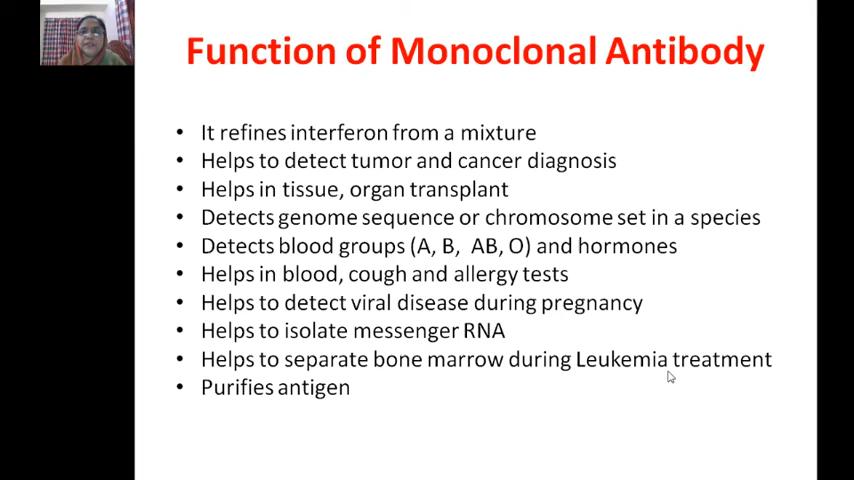 Function of Monoclonal Antibody
• It refines interferon from a mixture
• Helps to detect tumor and cancer diagnosis
• Helps in tissue, organ transplant
• Detects genome sequence or chromosome set in a species
• Detects blood groups (A, B, AB, O) and hormones
• Helps in blood, cough and allergy tests
• Helps to detect viral disease during pregnancy
• Helps to isolate messenger RNA
• Helps to separate bone marrow during Leukemia treatment
• Purifies antigen